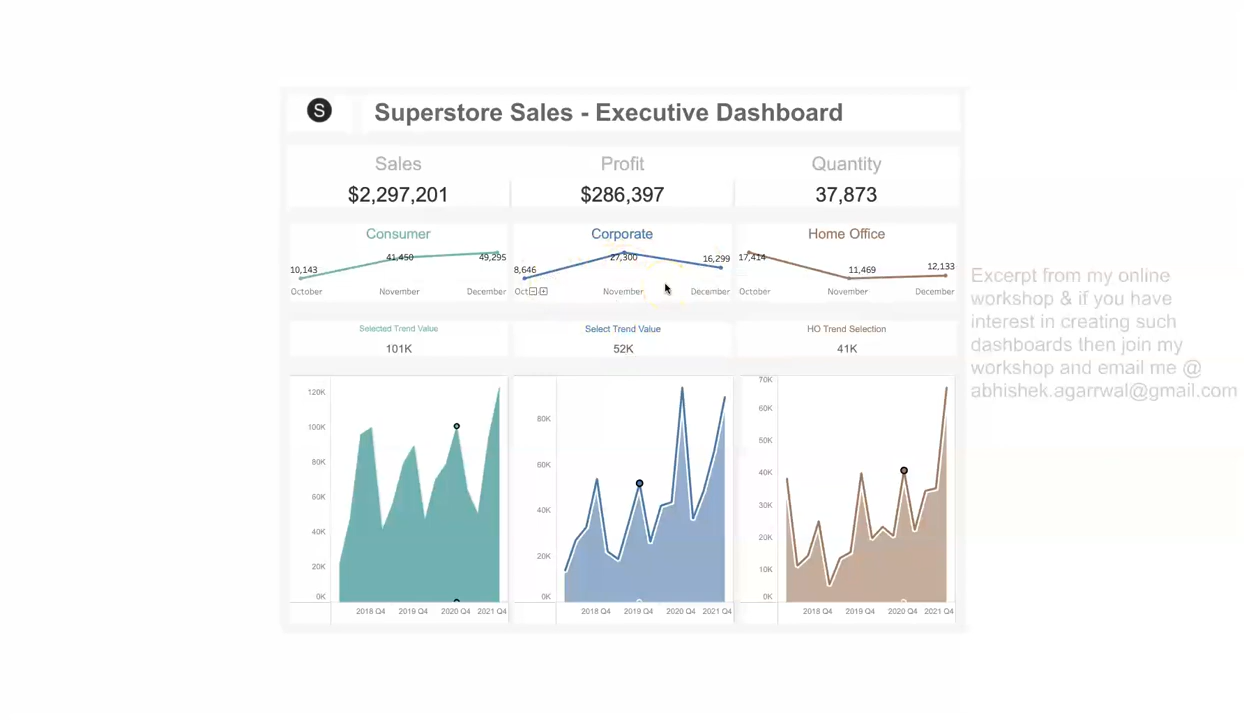 S
Superstore Sales - Executive Dashboard
Sales Profit Quantity
$2,297,201 $286,397 37,873
Consumer Corporate Home Office
10,143 41,450 49,295 8,646 27,300 16,299 17,414 11,469 12,133
October November December Oct November December October November December
Excerpt from my online
workshop & if you have
interest in creating such
dashboards then join my
workshop and email me @
abhishek.agarrwal@gmail.com
Selected Trend Value Select Trend Value HO Trend Selection
101K 52K 41K
120K
100K
80K
60K
40K
20K
0K
2018 Q4 2019 Q4 2020 Q4 2021 Q4
80K
60K
40K
20K
0K
2018 Q4 2019 Q4 2020 Q4 2021 Q4
70K
60K
50K
40K
30K
20K
10K
0K
2018 Q4 2019 Q4 2020 Q4 2021 Q4